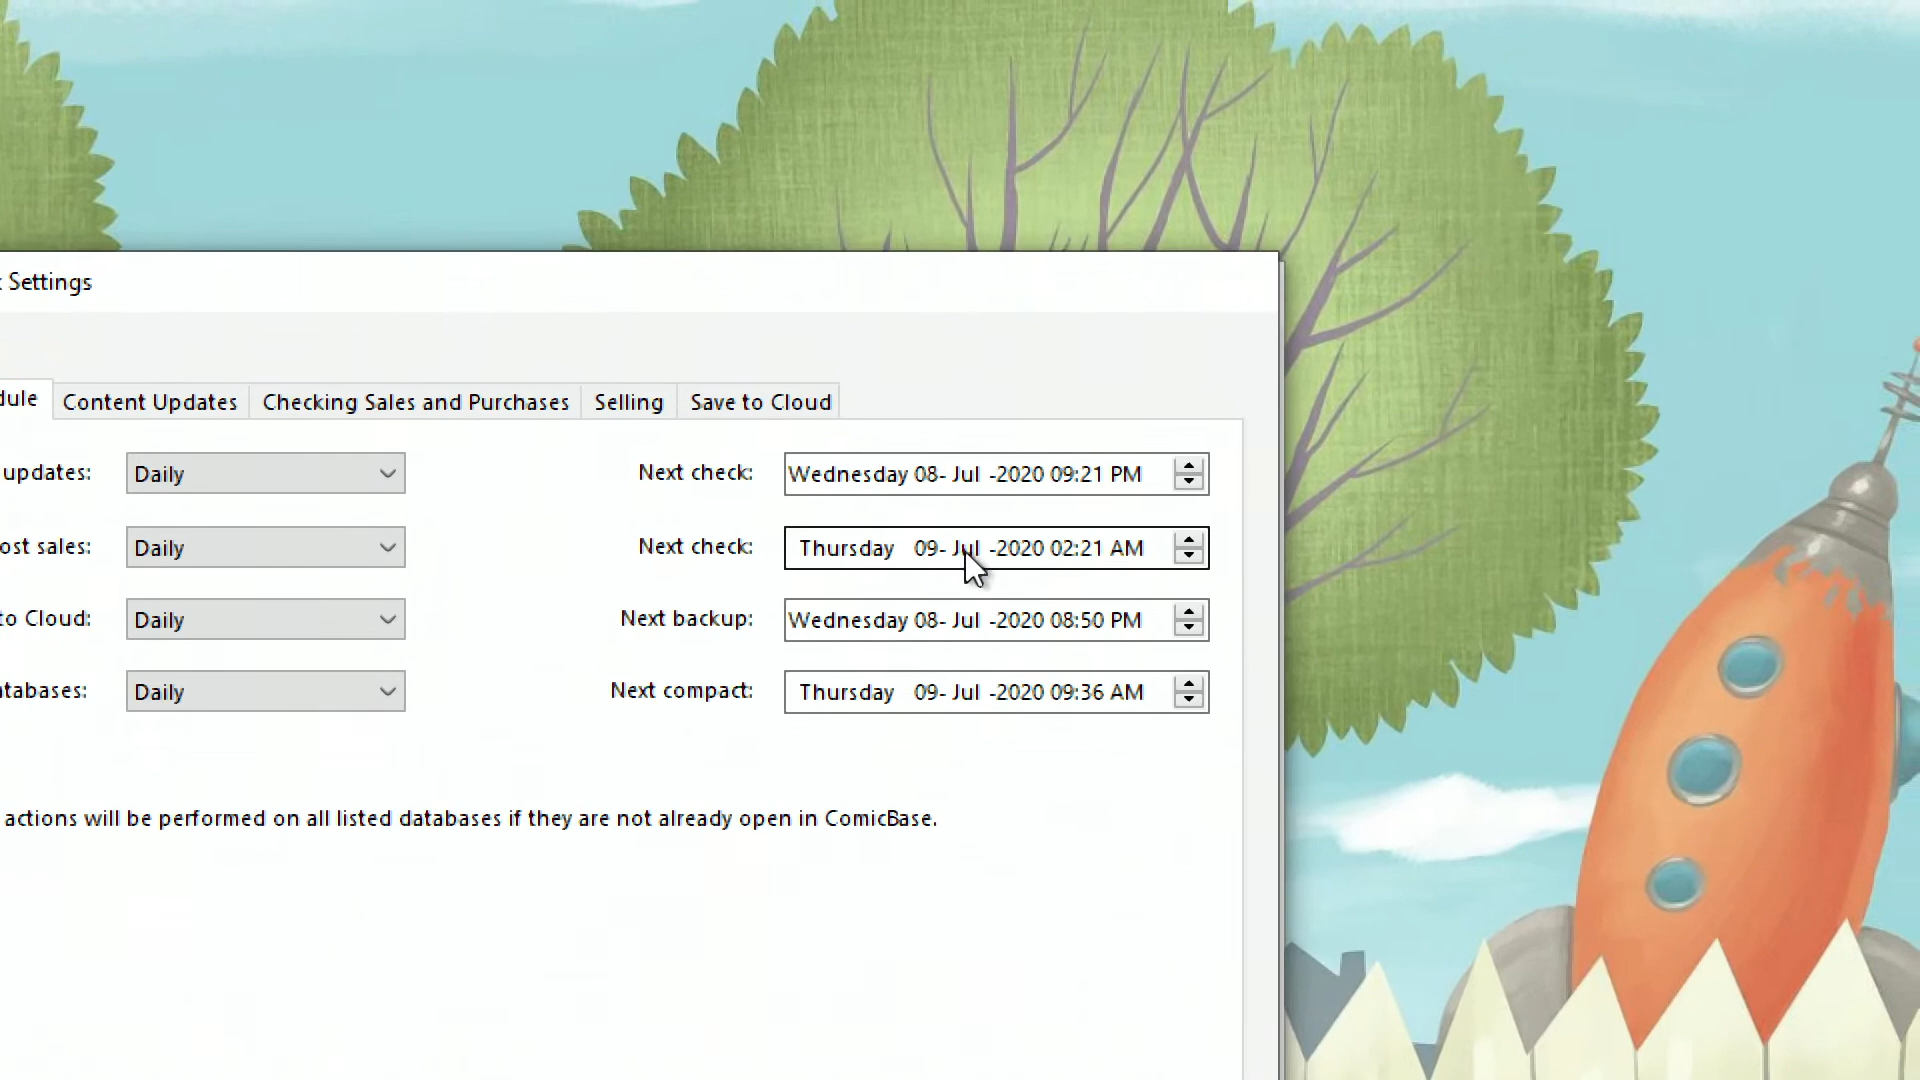 Settings
dule Content Updates Checking Sales and Purchases Selling Save to Cloud
updates: Daily Next check: Wednesday 08- Jul -2020 09:21 PM
ost sales: Daily Next check: Thursday 09- Jul -2020 02:21 AM
to Cloud: Daily Next backup: Wednesday 08- Jul -2020 08:50 PM
atabases: Daily Next compact: Thursday 09- Jul -2020 09:36 AM
actions will be performed on all listed databases if they are not already open in ComicBase.